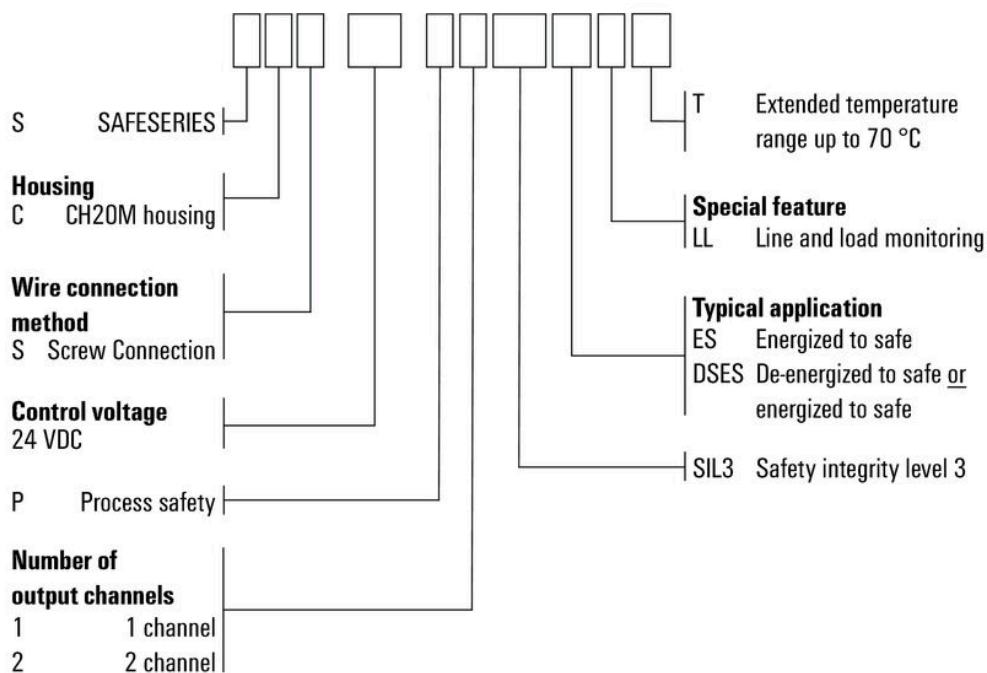 S SAFESERIES
Housing
C CH20M housing
Wire connection
method
S Screw Connection
Control voltage
24 VDC
P Process safety
Number of
output channels
1 1 channel
2 2 channel
T Extended temperature
range up to 70 °C
Special feature
LL Line and load monitoring
Typical application
ES Energized to safe
DSES De-energized to safe or
energized to safe
SIL3 Safety integrity level 3